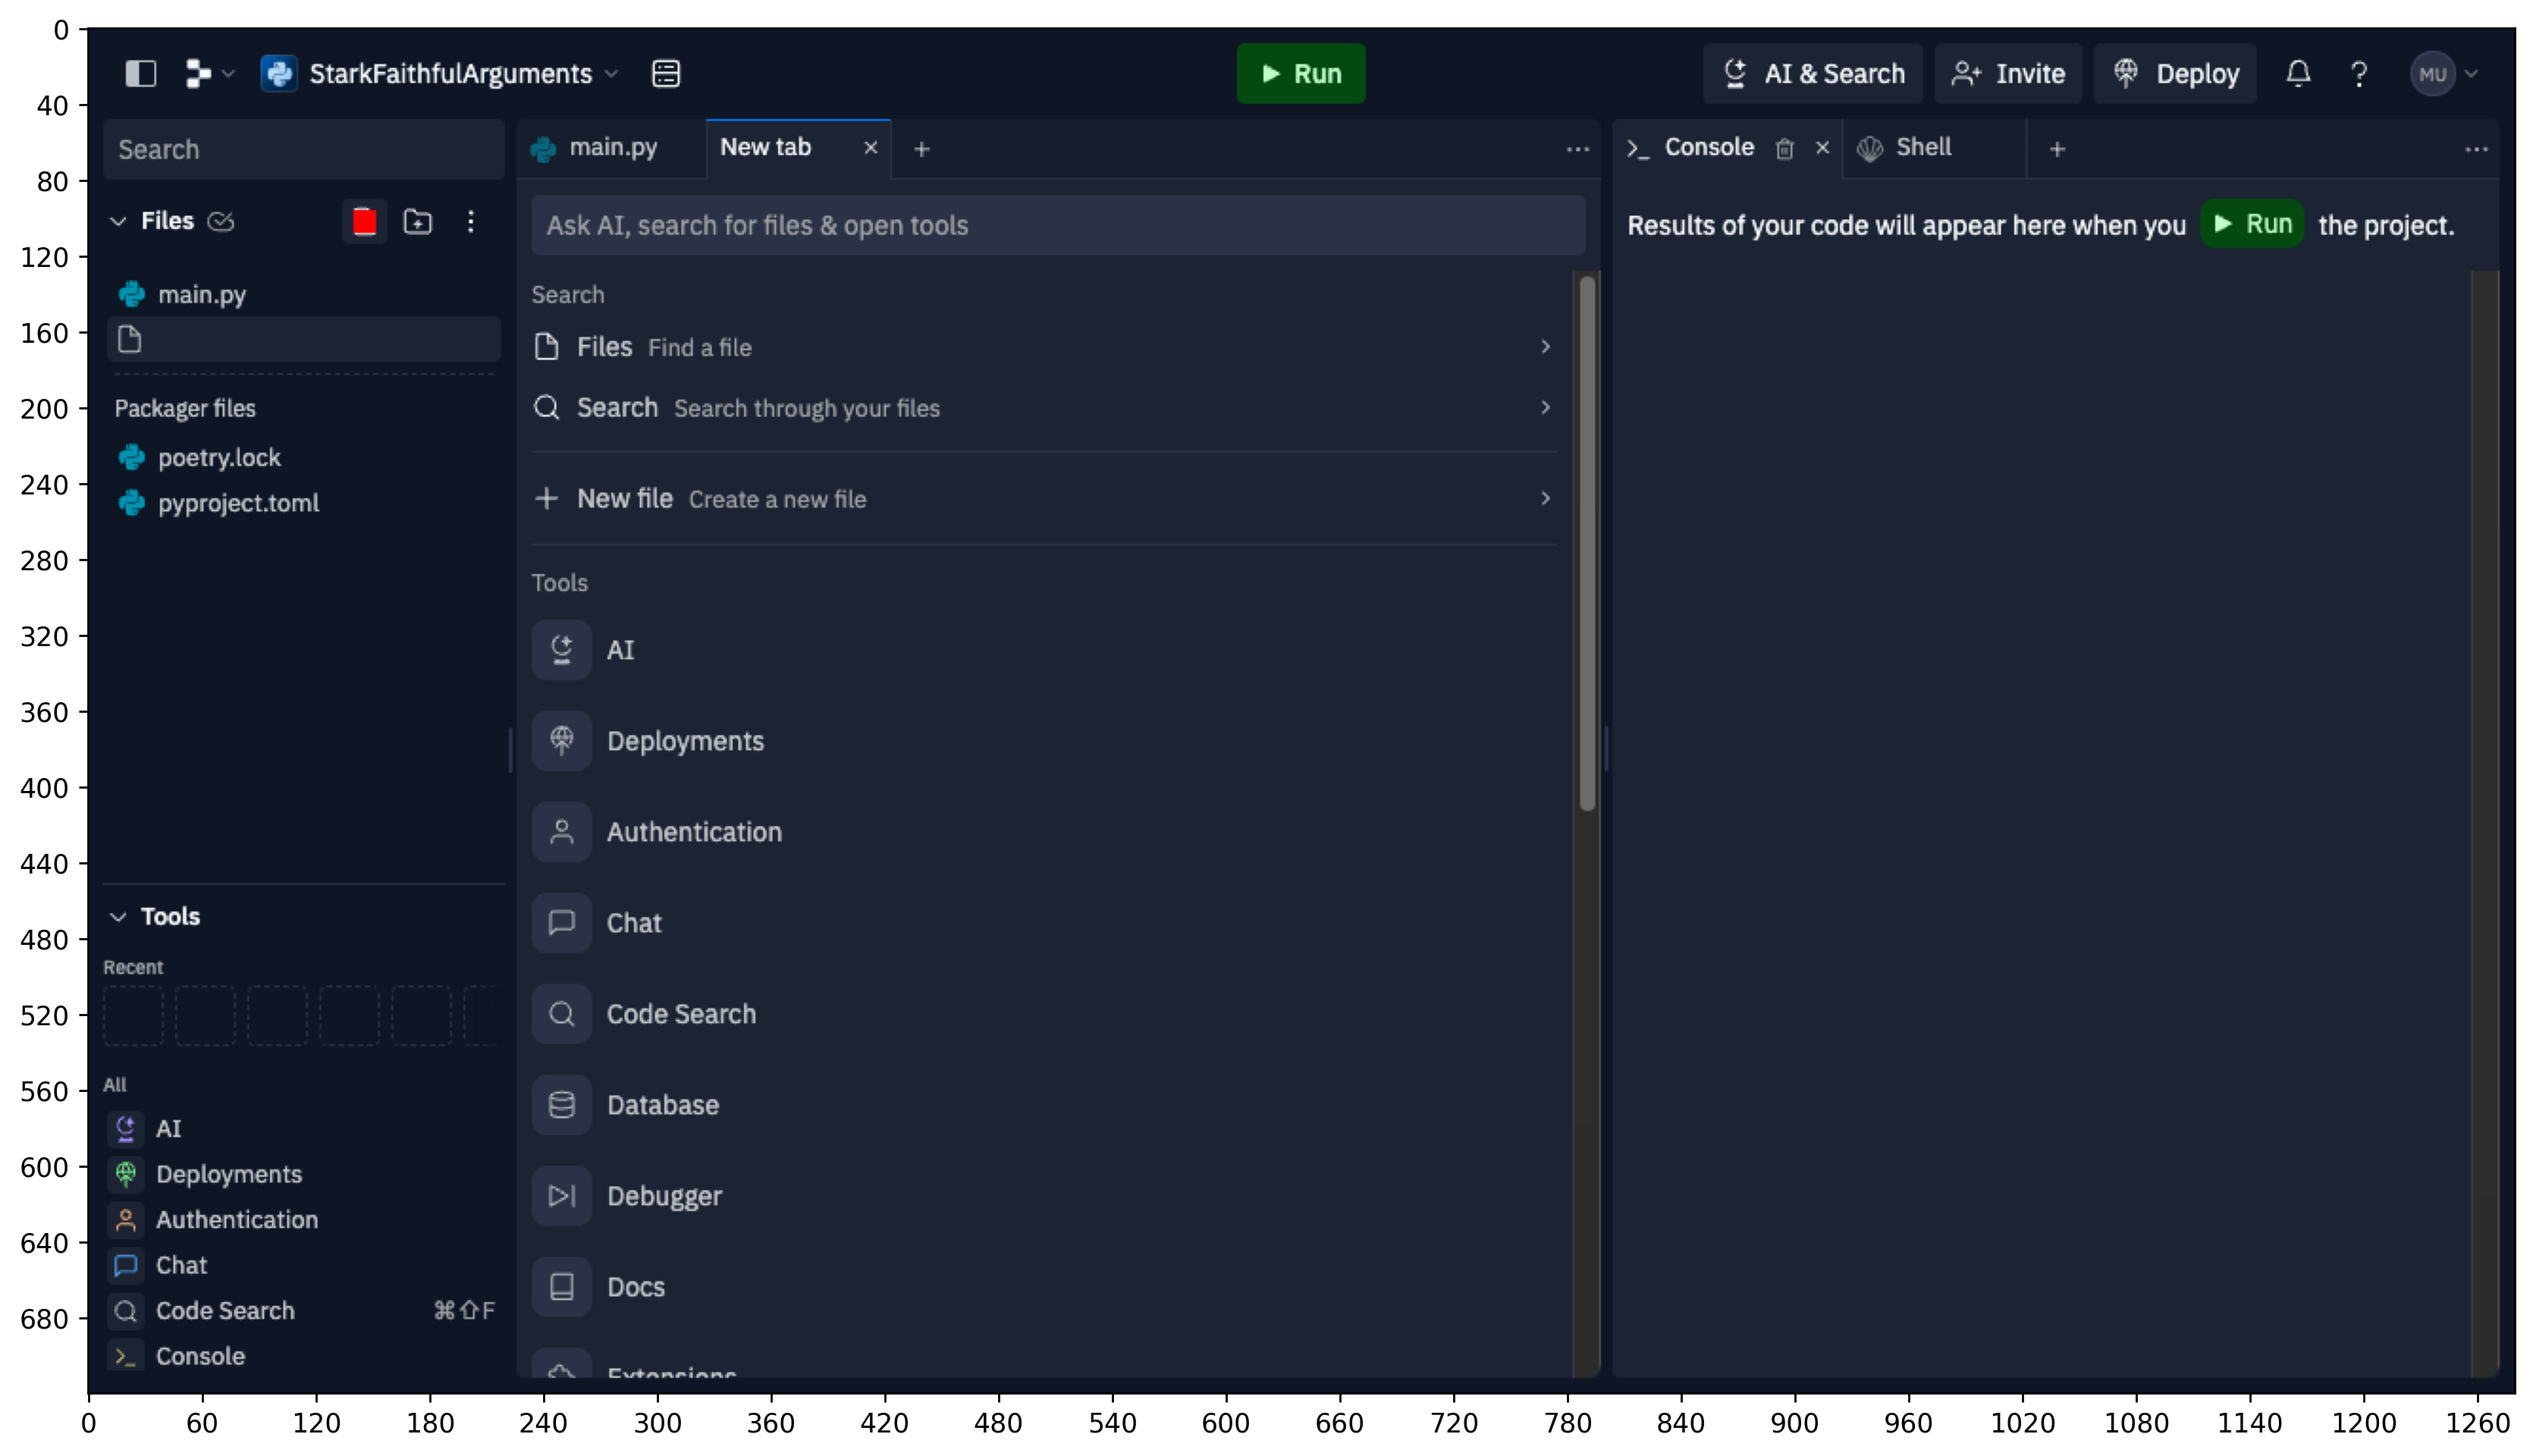 0
40
80
120
160
200
240
280
320
360
400
440
480
520
560
600
640
680
0
60
120
180
240
300
360
420
480
540
600
660
720
780
840
900
960
1020
1080
1140
1200
1260
StarkFaithfulArguments
Run
AI & Search
Invite
Deploy
?
MU
Search
Files
main.py
Packager files
poetry.lock
pyproject.toml
Tools
Recent
All
AI
Deployments
Authentication
Chat
Code Search ⌘⇧F
Console
main.py
New tab
Ask AI, search for files & open tools
Search
Files Find a file
Search Search through your files
New file Create a new file
Tools
AI
Deployments
Authentication
Chat
Code Search
Database
Debugger
Docs
Extensions
Console
Shell
Results of your code will appear here when you Run the project.